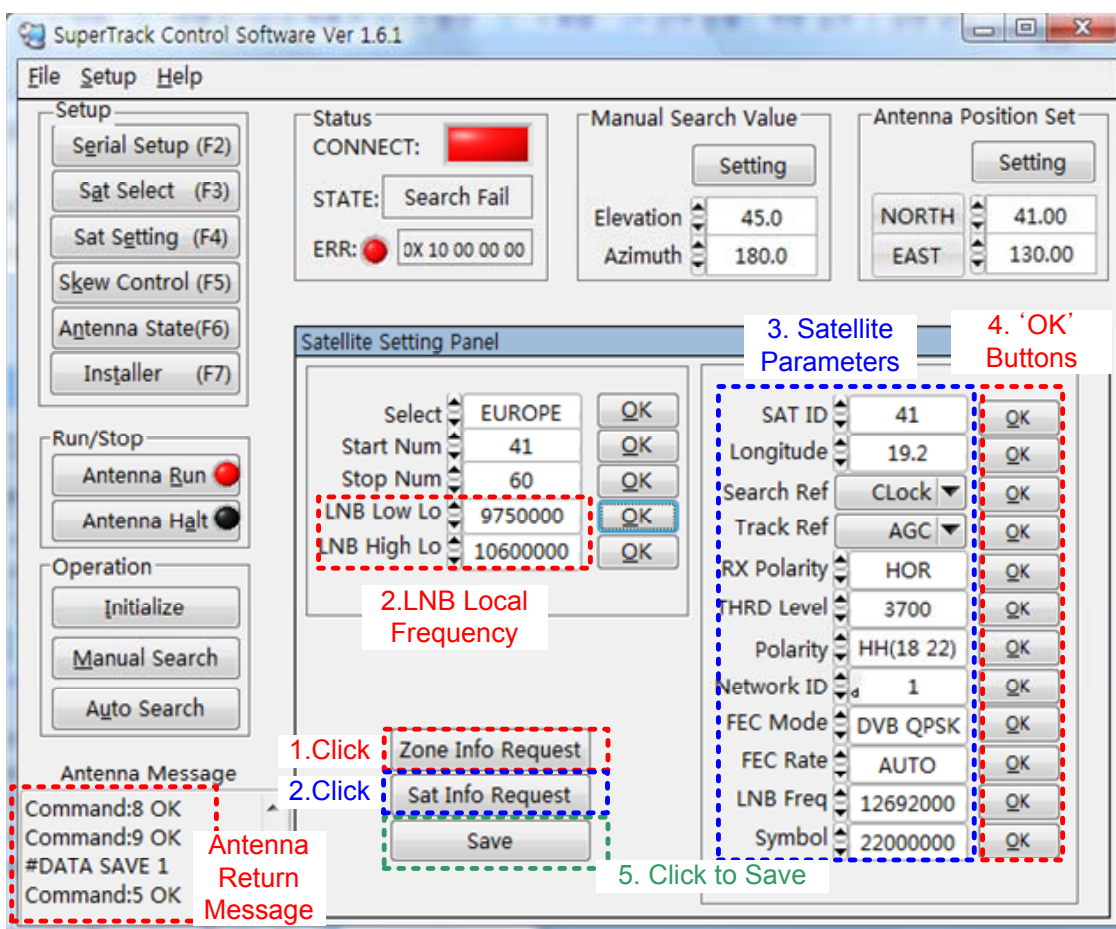 SuperTrack Control Software Ver 1.6.1
File Setup Help
Setup
Serial Setup (F2)
Sat Select (F3)
Sat Setting (F4)
Skew Control (F5)
Antenna State(F6)
Installer (F7)
Run/Stop
Antenna Run
Antenna Halt
Operation
Initialize
Manual Search
Auto Search
Antenna Message
Command:8 OK
Command:9 OK
#DATA SAVE 1
Command:5 OK
Antenna
Return
Message
Status
CONNECT:
STATE: Search Fail
ERR: 0X 10 00 00 00
Manual Search Value
Setting
Elevation 45.0
Azimuth 180.0
Antenna Position Set
Setting
NORTH 41.00
EAST 130.00
Satellite Setting Panel
Select EUROPE OK
Start Num 41 OK
Stop Num 60 OK
LNB Low Lo 9750000 OK
LNB High Lo 10600000 OK
2.LNB Local
Frequency
1.Click Zone Info Request
2.Click Sat Info Request
Save
5. Click to Save
3. Satellite
Parameters
4. ‘OK’
Buttons
SAT ID 41 OK
Longitude 19.2 OK
Search Ref CLock OK
Track Ref AGC OK
RX Polarity HOR OK
THRD Level 3700 OK
Polarity HH(18 22) OK
Network ID d 1 OK
FEC Mode DVB QPSK OK
FEC Rate AUTO OK
LNB Freq 12692000 OK
Symbol 22000000 OK